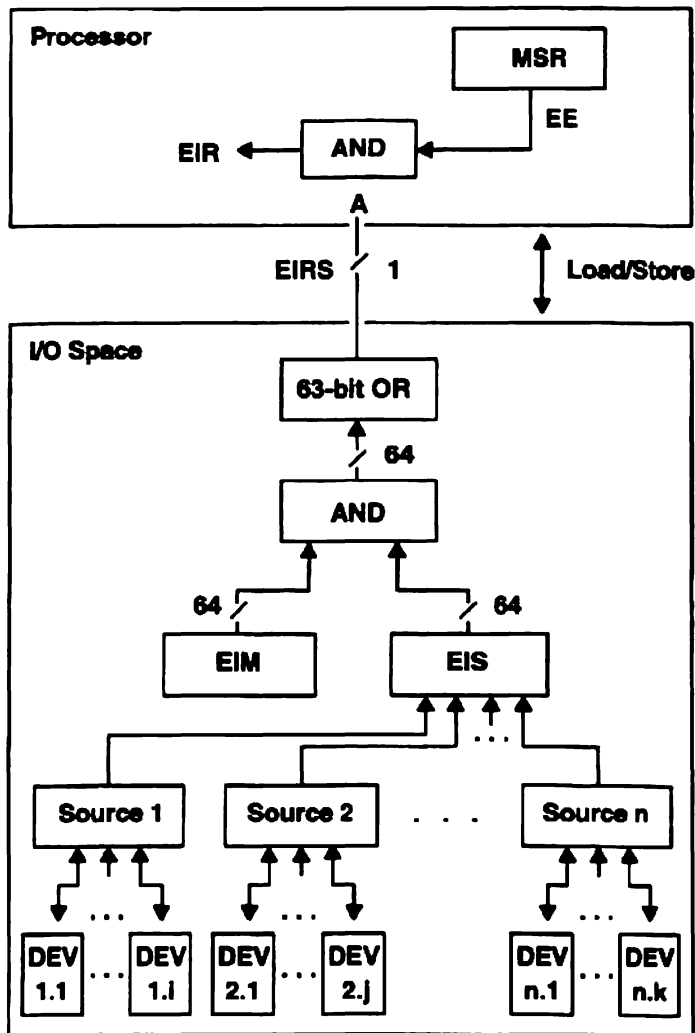 Processor
MSR
EE
EIR
AND
A
EIRS
1
Load/Store
I/O Space
63-bit OR
64
AND
64
64
EIM
EIS
...
Source 1
Source 2
. . . .
Source n
... ... ...
DEV
1.1
...
DEV
1.i
DEV
2.1
...
DEV
2.j
DEV
n.1
...
DEV
n.k